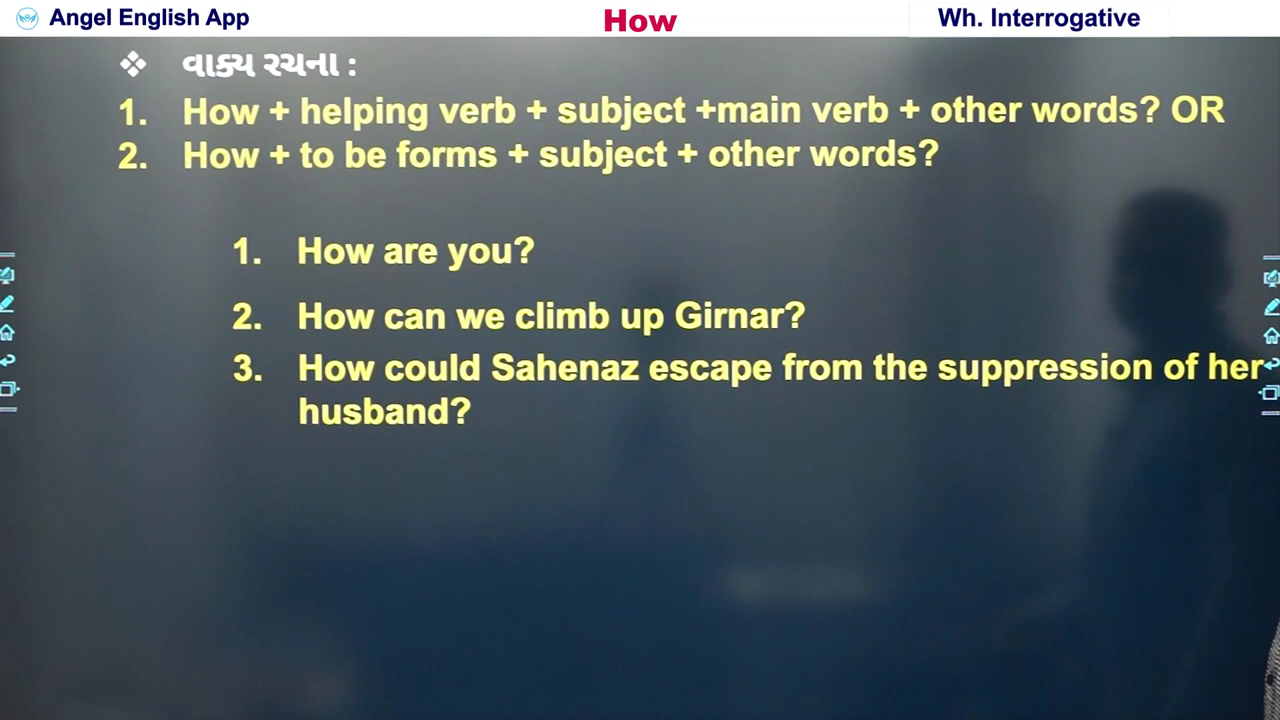 Angel English App
How
Wh. Interrogative
❖ વાક્ય રચના :
1. How + helping verb + subject +main verb + other words? OR
2. How + to be forms + subject + other words?
1. How are you?
2. How can we climb up Girnar?
3. How could Sahenaz escape from the suppression of her
husband?